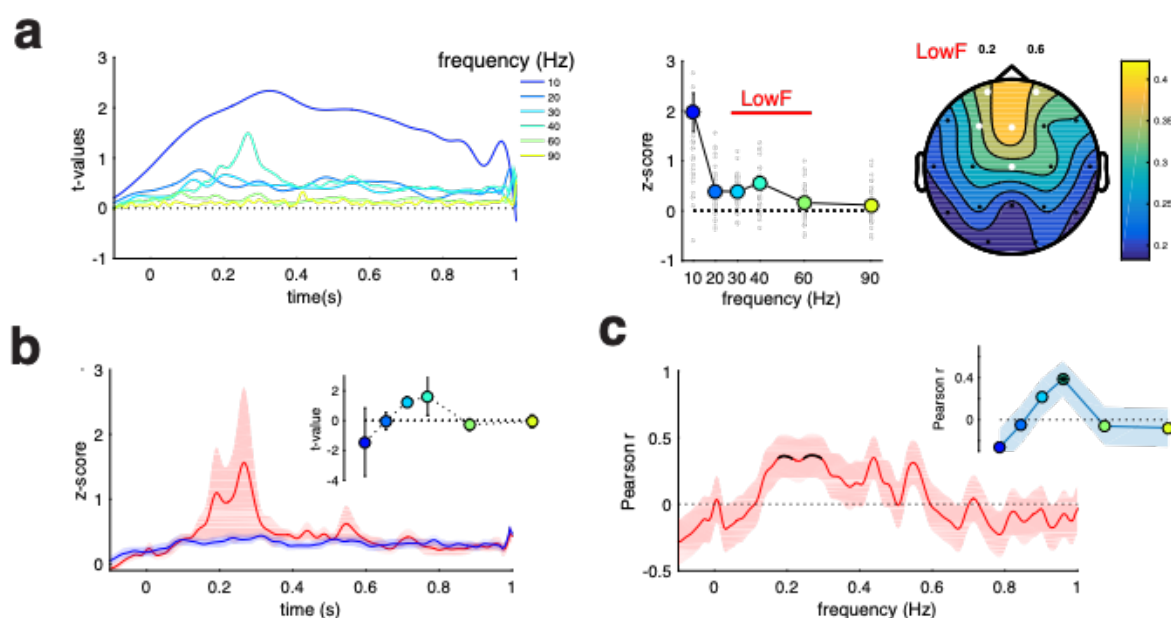 a
3
2
1
0
-1
t-values
0
0.2
0.4
0.6
0.8
1
time(s)
frequency (Hz)
10
20
30
40
60
90
3
2
1
0
-1
z-score
LowF
10 20 30 40 60 90
frequency (Hz)
LowF 0.2 0.6
0.4
0.35
0.3
0.25
0.2
b
3
2
1
0
z-score
0 0.2 0.4 0.6 0.8 1
time (s)
2
0
-2
-4
t-value
c
1
0.5
0
-0.5
Pearson r
0 0.2 0.4 0.6 0.8 1
frequency (Hz)
0.4
0
Pearson r